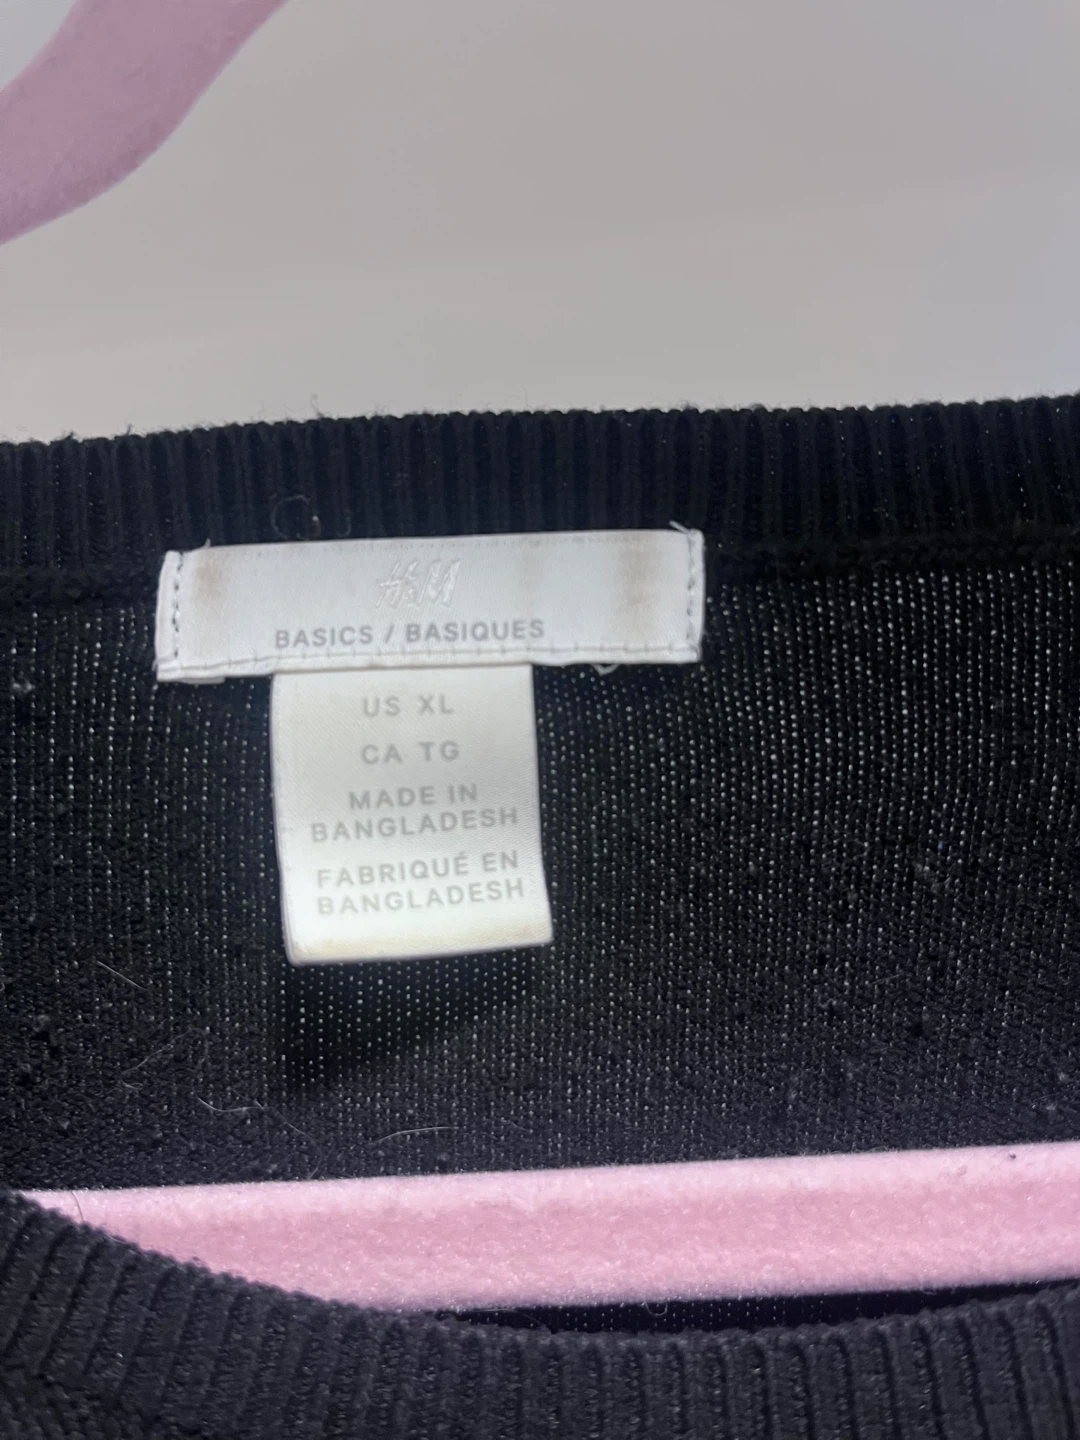 H&M
BASICS / BASIQUES
US XL
CA TG
MADE IN
BANGLADESH
FABRIQUÉ EN
BANGLADESH